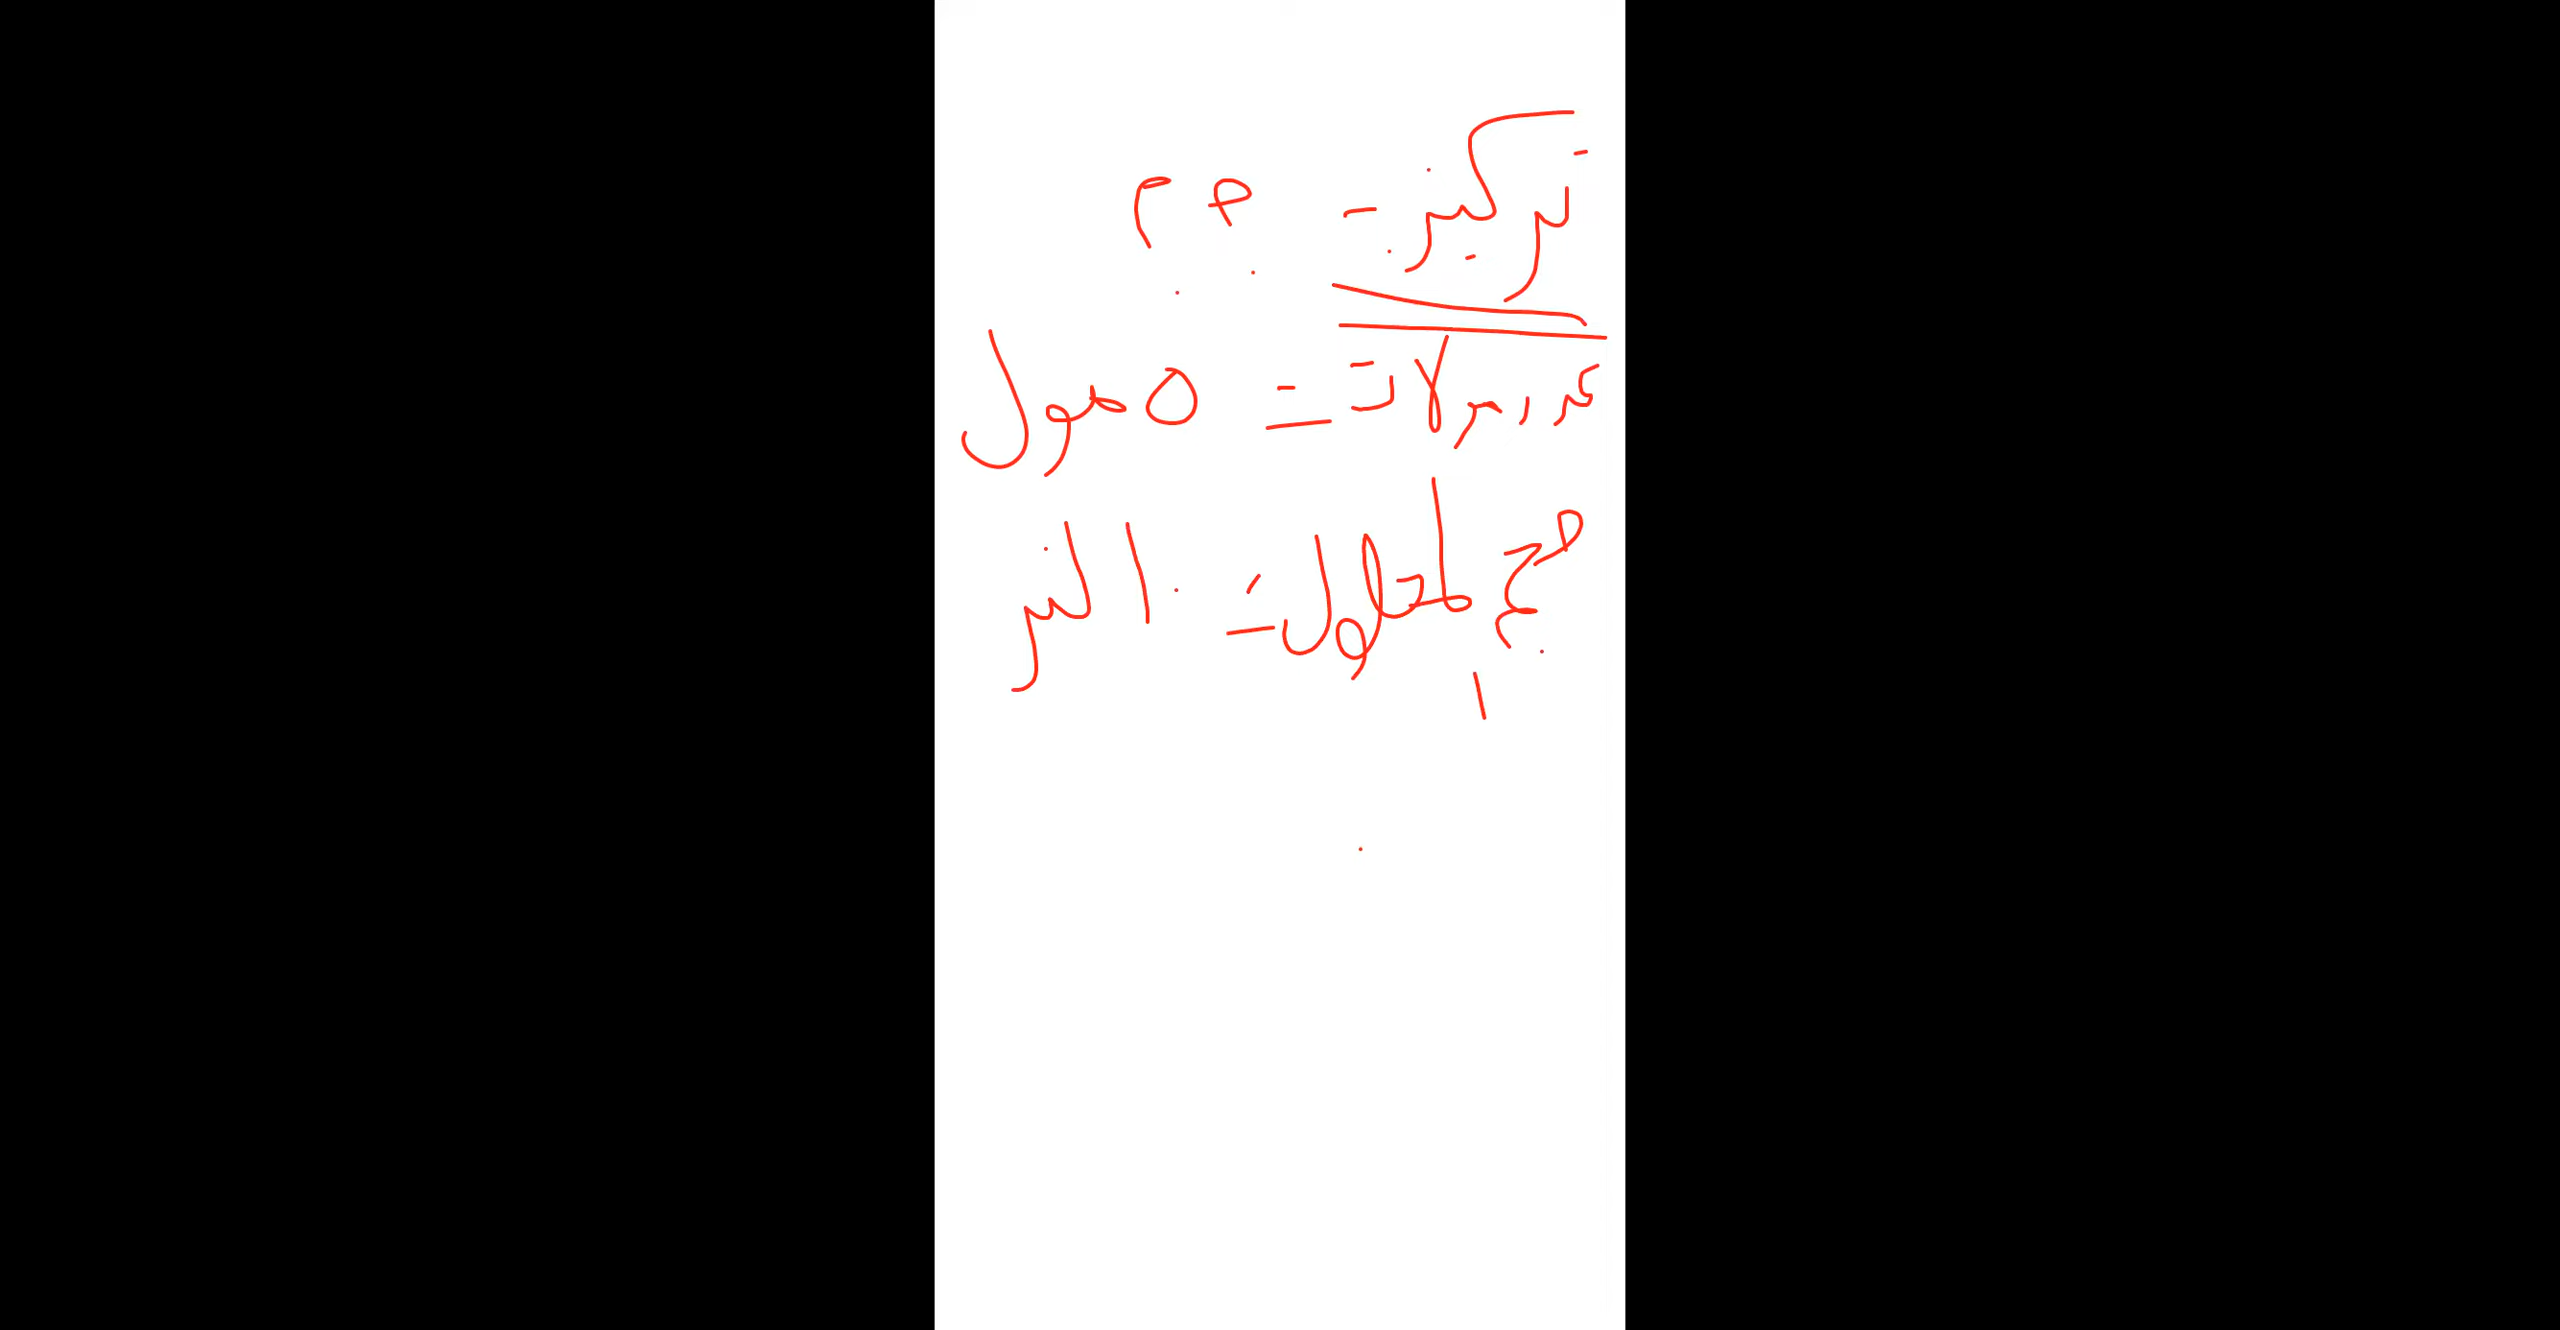 تركيز = ؟؟
عدد مولات = ٥ مول
حجم المحلول = ١٠ لتر